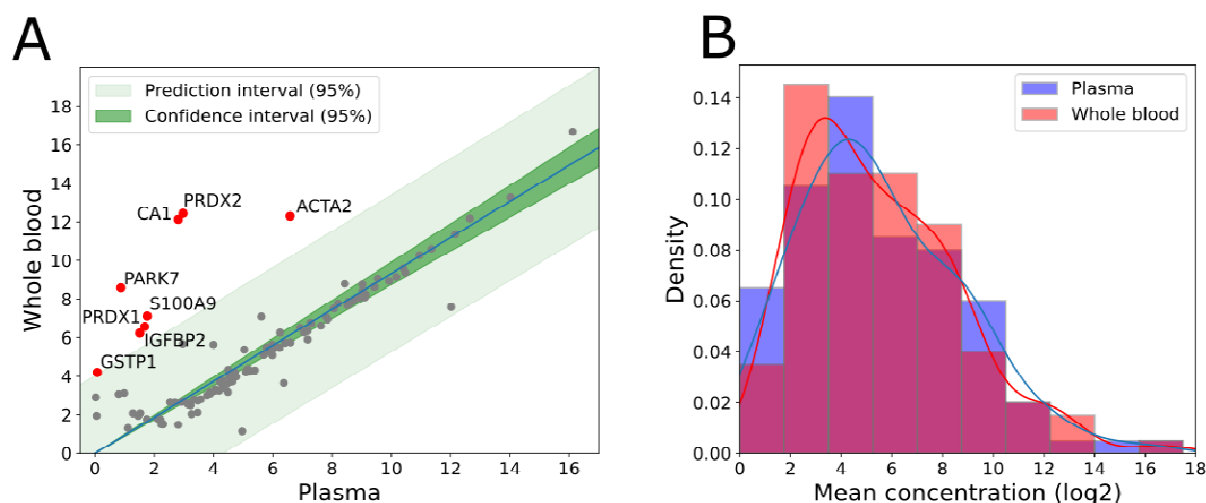 A
Prediction interval (95%)
Confidence interval (95%)
Whole blood
18
16
14
12
10
8
6
4
2
0
PRDX2
CA1
ACTA2
PARK7
S100A9
PRDX1
IGFBP2
GSTP1
0 2 4 6 8 10 12 14 16
Plasma
B
Plasma
Whole blood
Density
0.14
0.12
0.10
0.08
0.06
0.04
0.02
0.00
0 2 4 6 8 10 12 14 16 18
Mean concentration (log2)